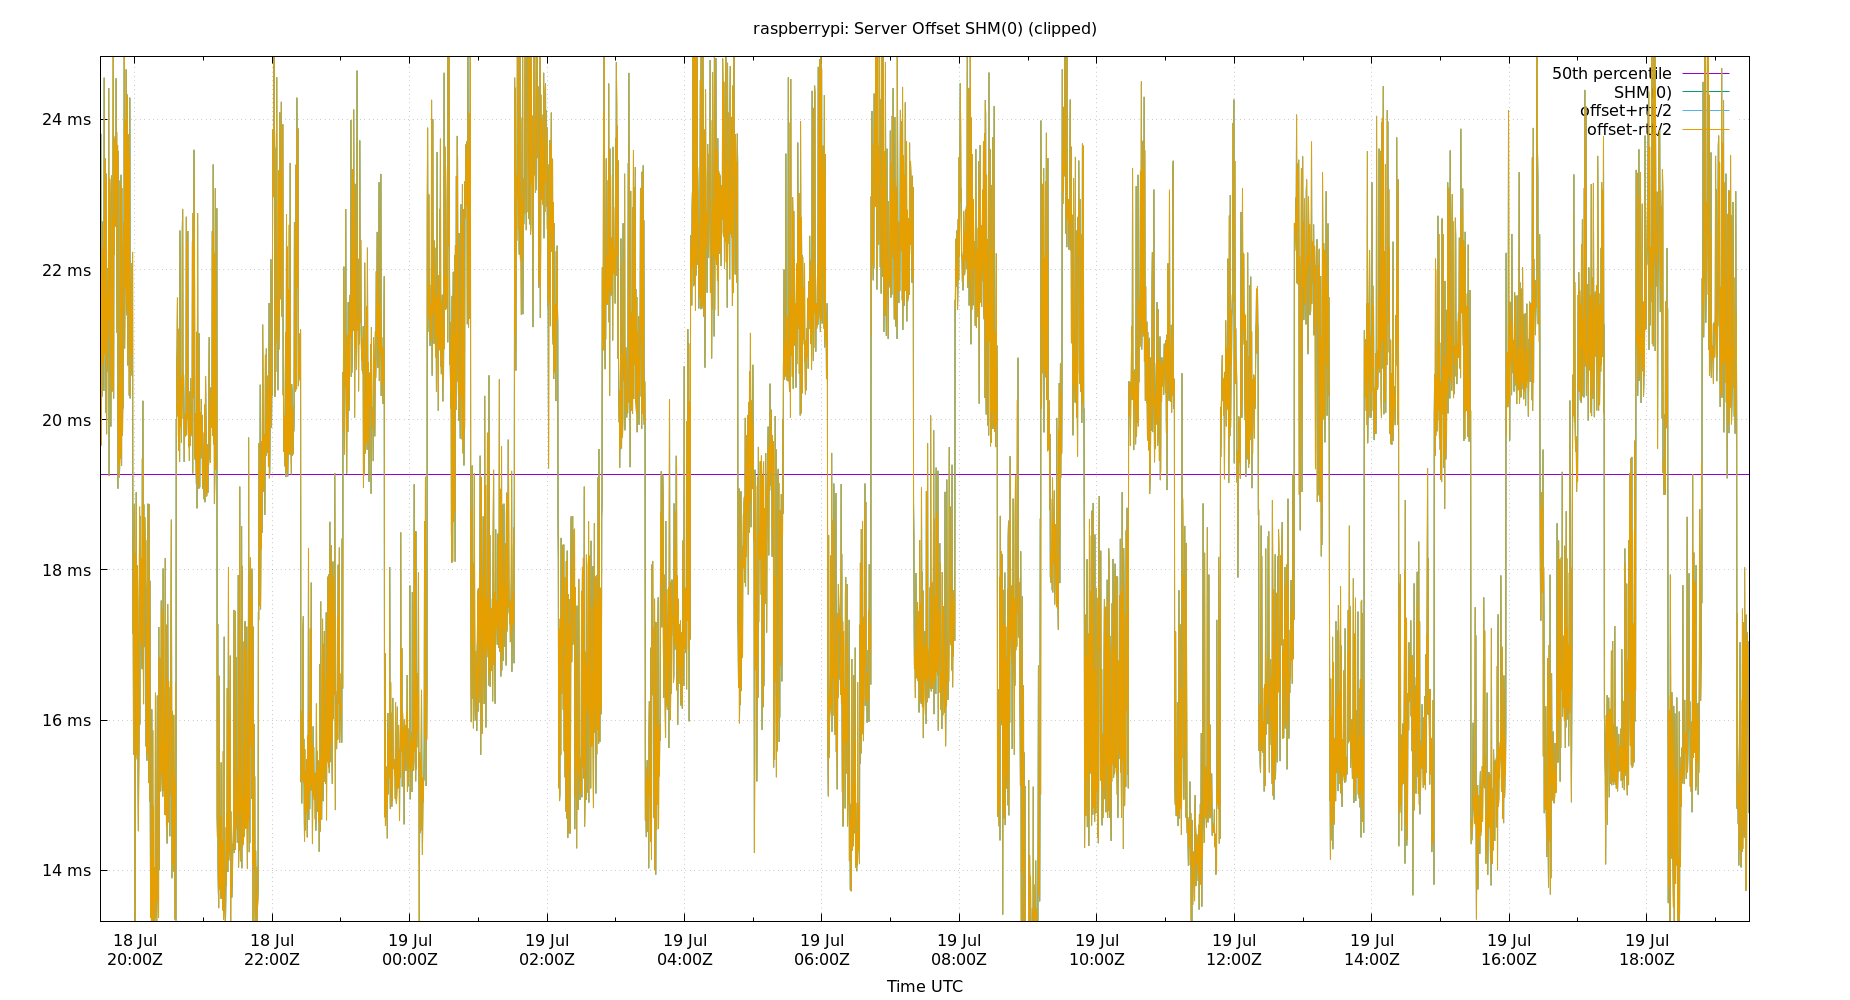 raspberrypi: Server Offset SHM(0) (clipped)
50th percentile
SHM(0)
offset+rtt/2
offset-rtt/2
24 ms
22 ms
20 ms
18 ms
16 ms
14 ms
18 Jul 18 Jul 19 Jul 19 Jul 19 Jul 19 Jul 19 Jul 19 Jul 19 Jul 19 Jul 19 Jul 19 Jul
20:00Z 22:00Z 00:00Z 02:00Z 04:00Z 06:00Z 08:00Z 10:00Z 12:00Z 14:00Z 16:00Z 18:00Z
Time UTC